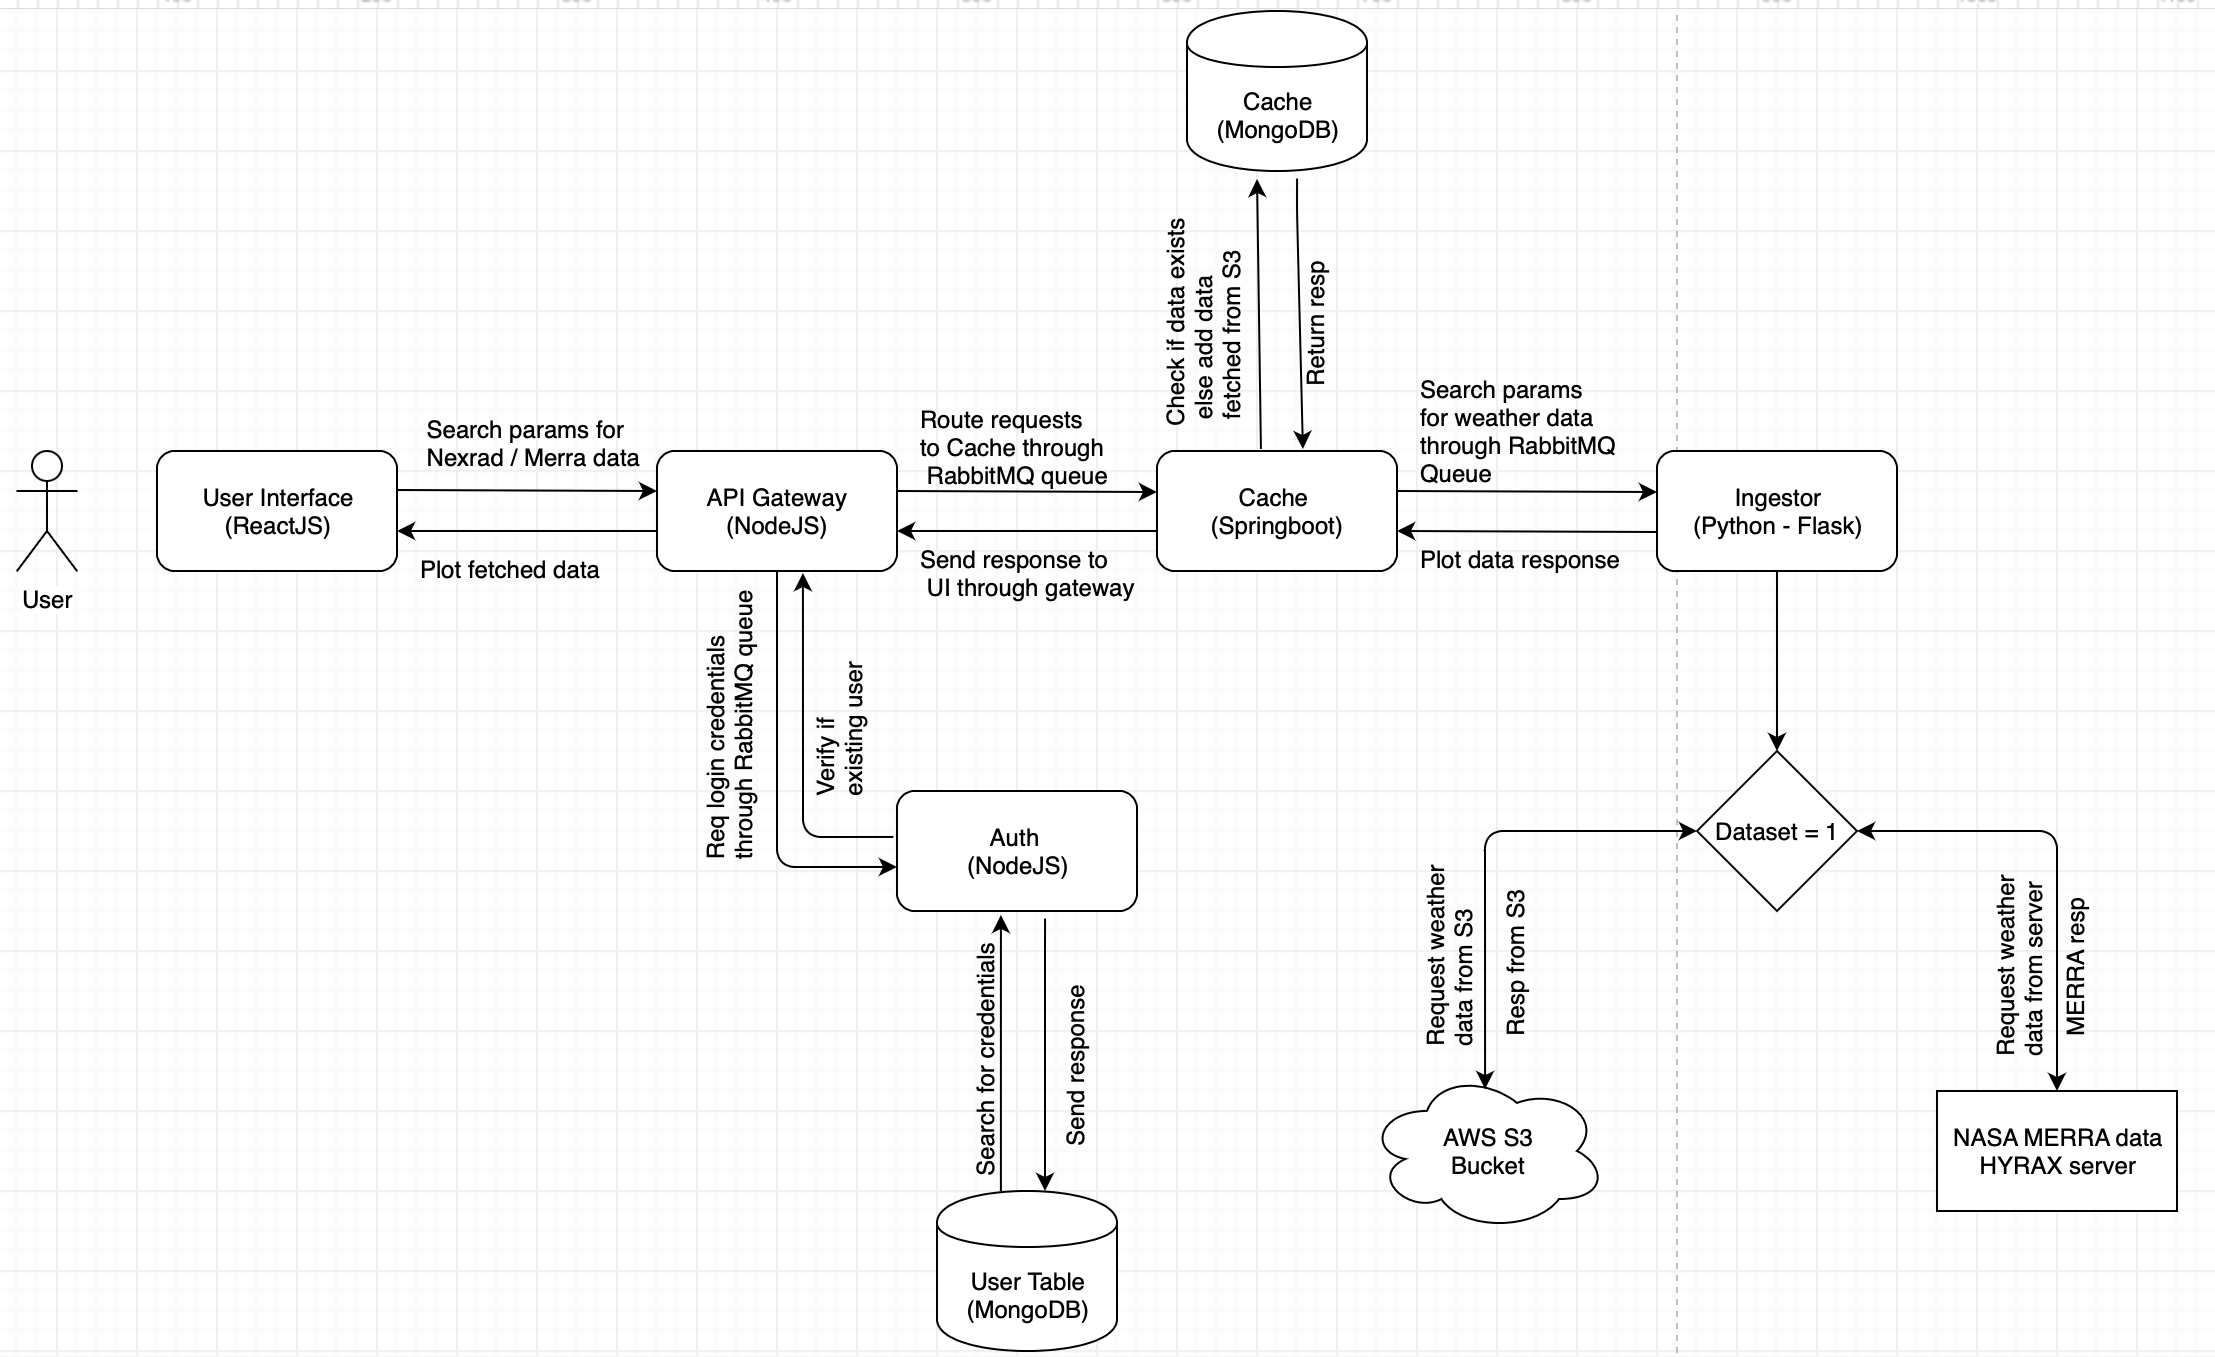 Cache
(MongoDB)
Check if data exists
else add data
fetched from S3
Return resp
Search params for
Nexrad / Merra data
Route requests
to Cache through
RabbitMQ queue
Search params
for weather data
through RabbitMQ
Queue
User
User Interface
(ReactJS)
API Gateway
(NodeJS)
Cache
(Springboot)
Ingestor
(Python - Flask)
Plot fetched data
Send response to
UI through gateway
Plot data response
Req login credentials
through RabbitMQ queue
Verify if
existing user
Auth
(NodeJS)
Dataset = 1
Search for credentials
Send response
Request weather
data from S3
Resp from S3
Request weather
data from server
MERRA resp
AWS S3
Bucket
NASA MERRA data
HYRAX server
User Table
(MongoDB)